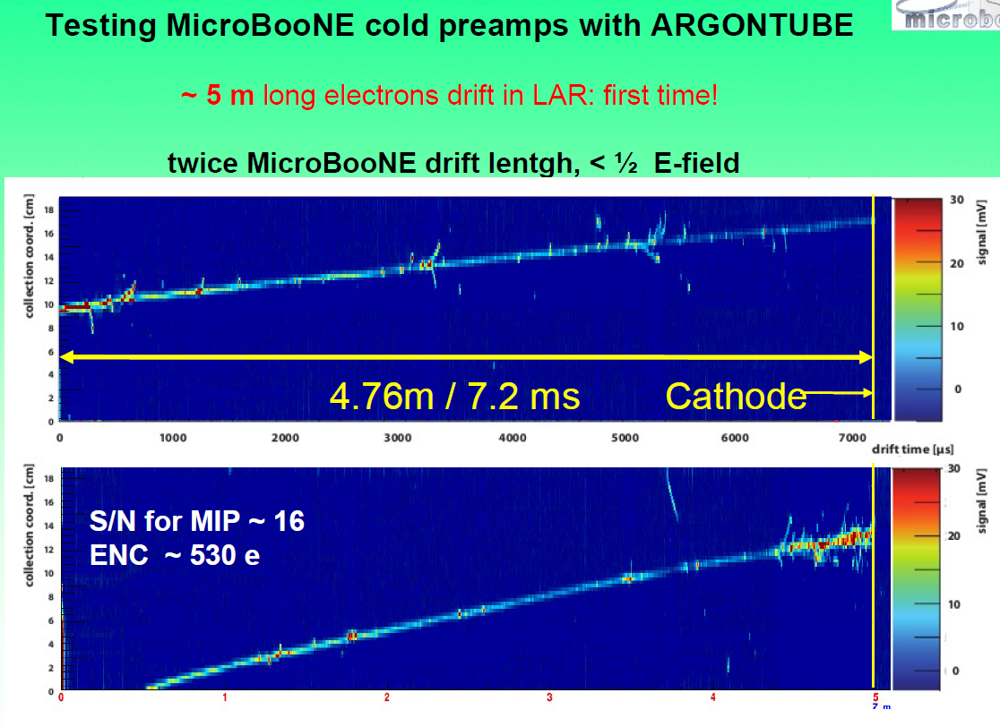 Testing MicroBooNE cold preamps with ARGONTUBE
microbo
~ 5 m long electrons drift in LAR: first time!
twice MicroBooNE drift lentgh, < ½ E-field
collection coord. [cm]
18
16
14
12
10
8
6
4
2
0
4.76m / 7.2 ms
Cathode
30
20
10
0
signal [mV]
0 1000 2000 3000 4000 5000 6000 7000
drift time [µs]
collection coord. [cm]
18
16
14
12
10
8
6
4
2
0
S/N for MIP ~ 16
ENC ~ 530 e
30
20
10
0
signal [mV]
0 1 2 3 4 5
7 m